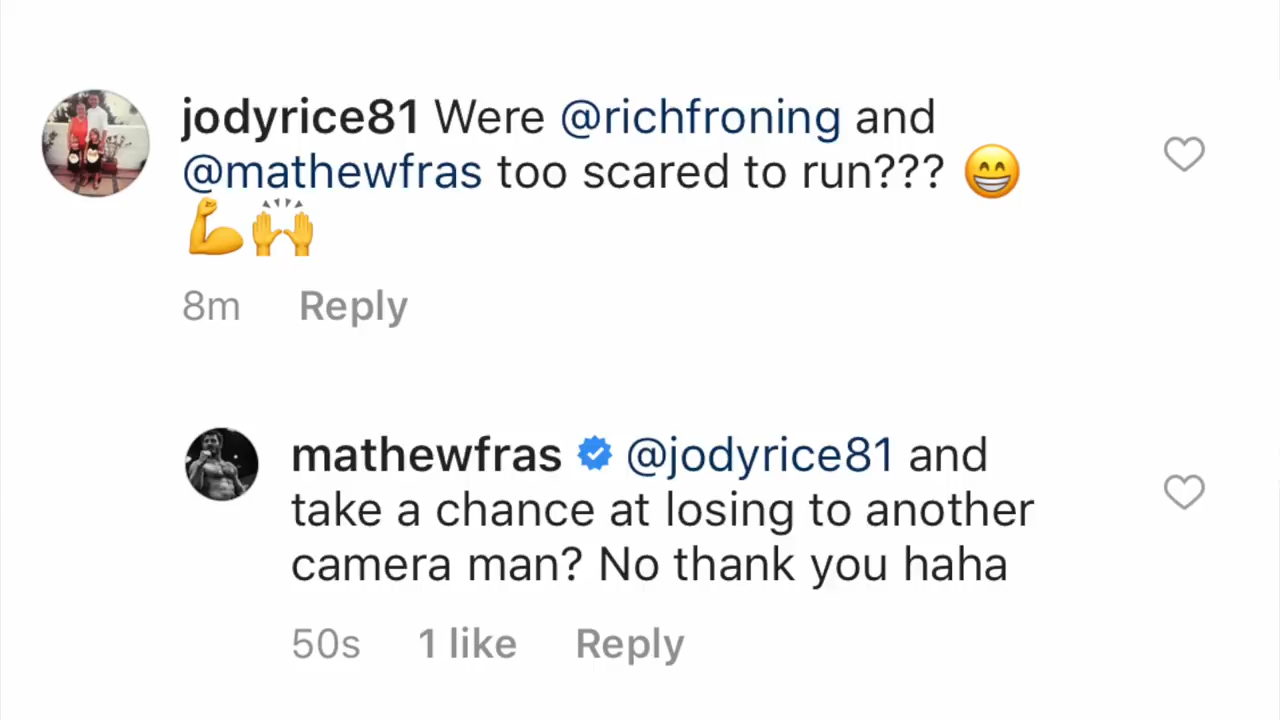 jodyrice81 Were @richfroning and
@mathewfras too scared to run??? 😁
💪🙌
8m Reply
mathewfras @jodyrice81 and
take a chance at losing to another
camera man? No thank you haha
50s 1 like Reply